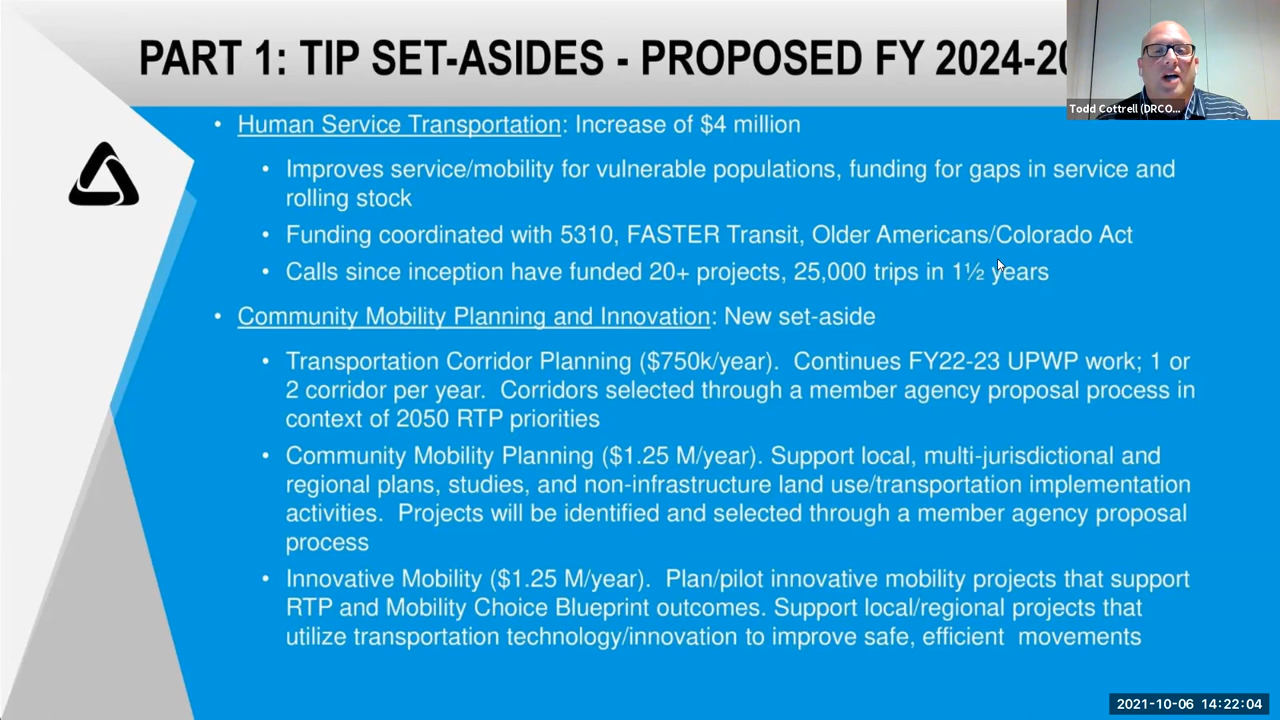 PART 1: TIP SET-ASIDES - PROPOSED FY 2024-20
Todd Cottrell (DRCO...
• Human Service Transportation: Increase of $4 million
• Improves service/mobility for vulnerable populations, funding for gaps in service and
rolling stock
• Funding coordinated with 5310, FASTER Transit, Older Americans/Colorado Act
• Calls since inception have funded 20+ projects, 25,000 trips in 1½ years
• Community Mobility Planning and Innovation: New set-aside
• Transportation Corridor Planning ($750k/year).  Continues FY22-23 UPWP work; 1 or
2 corridor per year.  Corridors selected through a member agency proposal process in
context of 2050 RTP priorities
• Community Mobility Planning ($1.25 M/year). Support local, multi-jurisdictional and
regional plans, studies, and non-infrastructure land use/transportation implementation
activities.  Projects will be identified and selected through a member agency proposal
process
• Innovative Mobility ($1.25 M/year).  Plan/pilot innovative mobility projects that support
RTP and Mobility Choice Blueprint outcomes. Support local/regional projects that
utilize transportation technology/innovation to improve safe, efficient  movements
2021-10-06 14:22:04